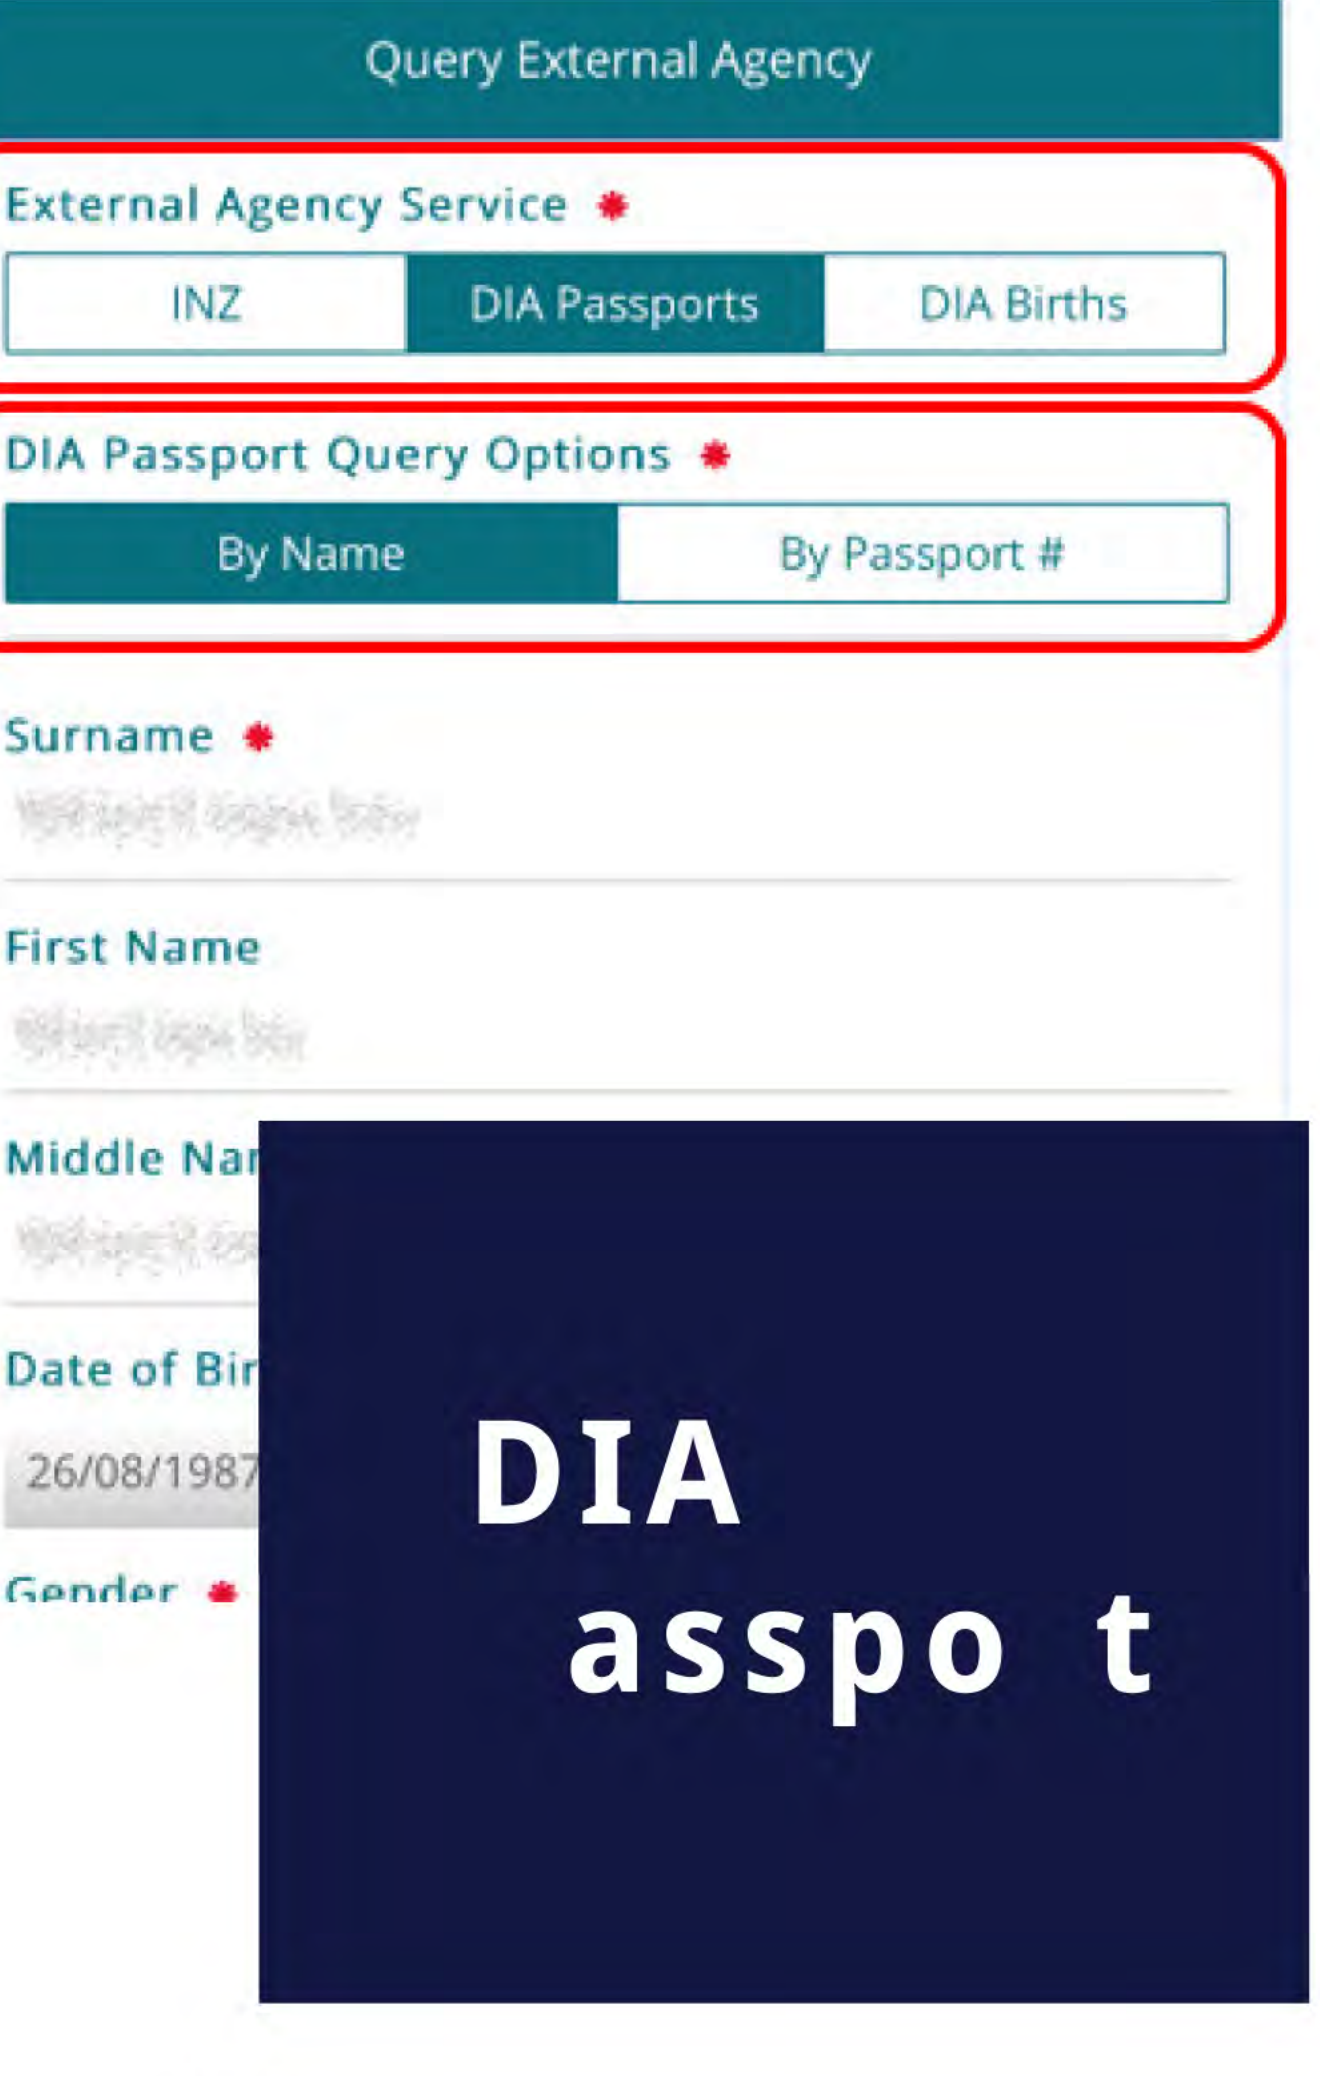 Query External Agency
External Agency Service *
INZ DIA Passports DIA Births
DIA Passport Query Options *
By Name By Passport #
Surname *
First Name
Middle Nar
Date of Bir
26/08/1987
Gender *
DIA
asspo t